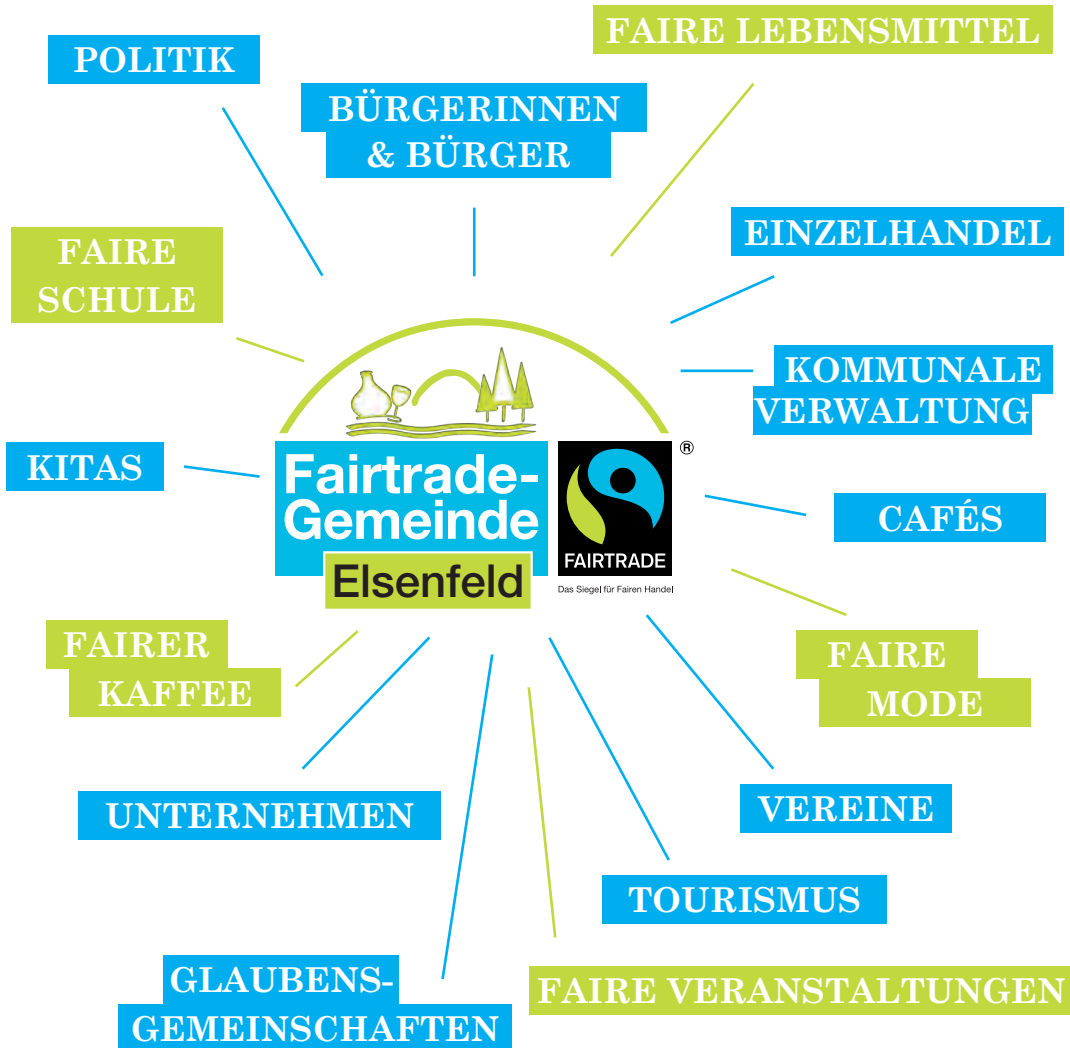 FAIRE LEBENSMITTEL
POLITIK
BÜRGERINNEN
& BÜRGER
EINZELHANDEL
FAIRE
SCHULE
KOMMUNALE
VERWALTUNG
KITAS
Fairtrade-
Gemeinde
Elsenfeld
®
FAIRTRADE
Das Siegel für Fairen Handel
CAFÉS
FAIRER
KAFFEE
FAIRE
MODE
UNTERNEHMEN
VEREINE
TOURISMUS
GLAUBENS-
GEMEINSCHAFTEN
FAIRE VERANSTALTUNGEN